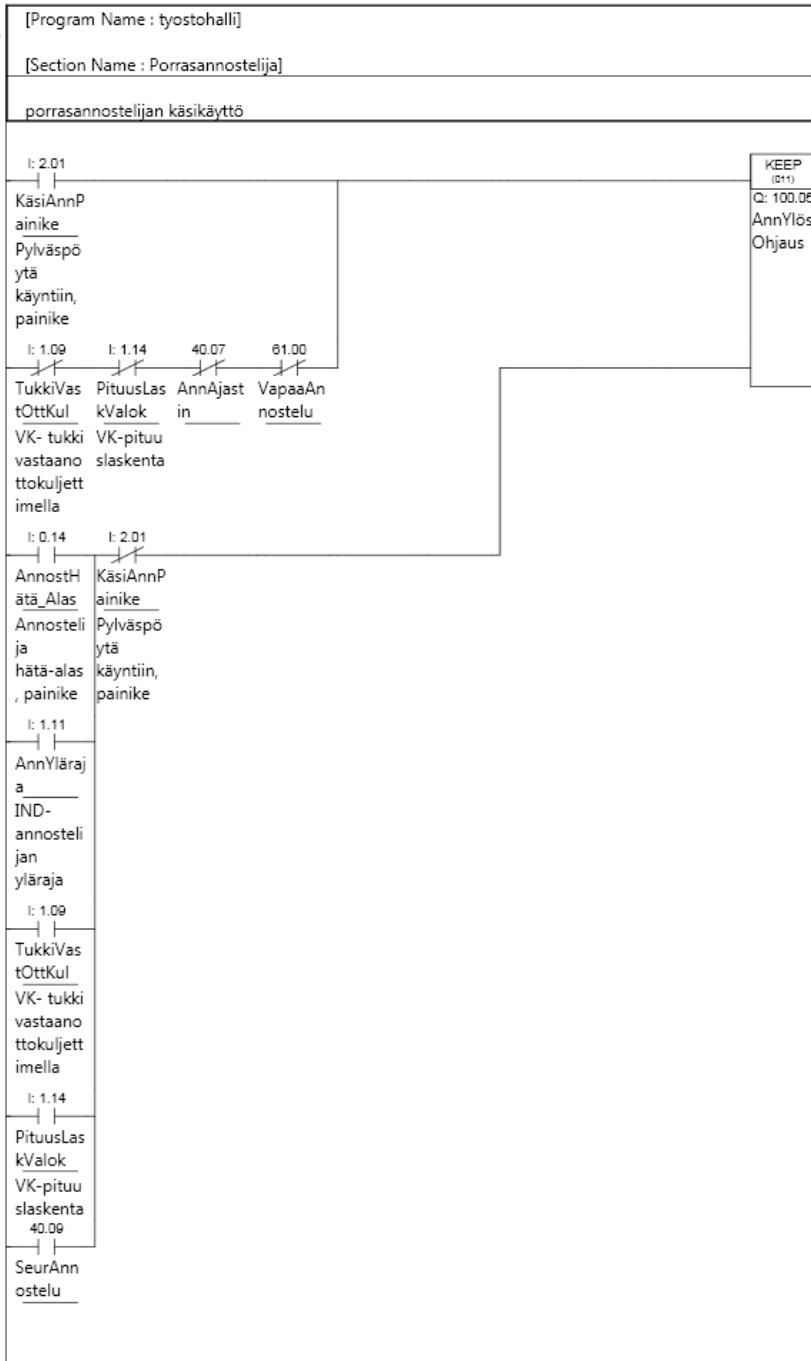 [Program Name : tyostohalli]
[Section Name : Porrasannostelija]
porrasannostelijan käsikäyttö
I: 2.01
KäsiAnnP
ainike
Pylväspö
ytä
käyntiin,
painike
KEEP
(011)
Q: 100.05
AnnYlös
Ohjaus
I: 1.09
TukkiVas
tOttKul
VK- tukki
vastaano
ttokuljett
imella
I: 1.14
PituusLas
kValok
VK-pituu
slaskenta
40.07
AnnAjast
in
61.00
VapaaAn
nostelu
I: 0.14
AnnostH
ätä_Alas
Annosteli
ja
hätä-alas
, painike
I: 2.01
KäsiAnnP
ainike
Pylväspö
ytä
käyntiin,
painike
I: 1.11
AnnYläraj
a
IND-
annosteli
jan
yläraja
I: 1.09
TukkiVas
tOttKul
VK- tukki
vastaano
ttokuljett
imella
I: 1.14
PituusLas
kValok
VK-pituu
slaskenta
40.09
SeurAnn
ostelu